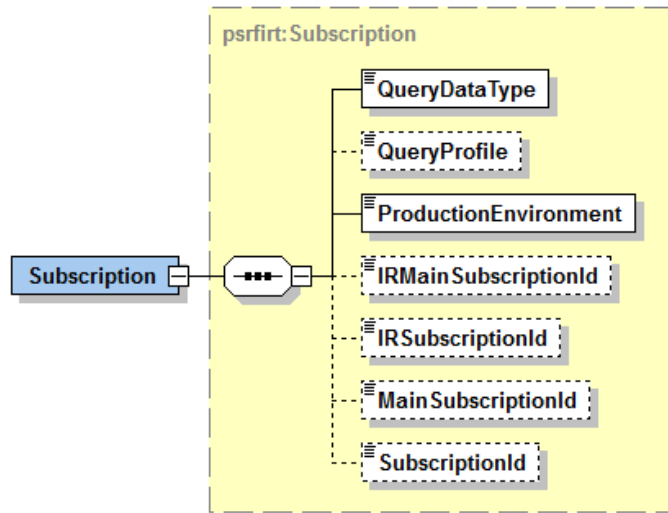 psrfirt:Subscription
QueryDataType
QueryProfile
ProductionEnvironment
Subscription
IRMainSubscriptionId
IRSubscriptionId
MainSubscriptionId
SubscriptionId